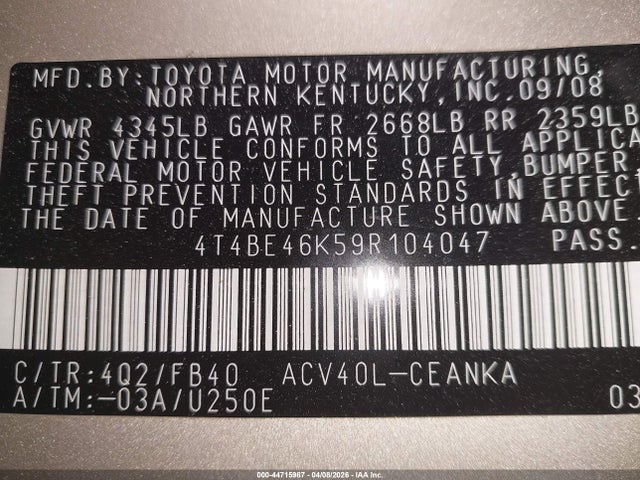 MFD.BY:TOYOTA MOTOR MANUFACTURING,
NORTHERN KENTUCKY,INC.09/08
GVWR 4345LB GAWR FR 2668LB RR 2359LB
THIS VEHICLE CONFORMS TO ALL APPLICA
FEDERAL MOTOR VEHICLE SAFETY,BUMPER,
THEFT PREVENTION STANDARDS IN EFFECT
THE DATE OF MANUFACTURE SHOWN ABOVE
4T4BE46K59R104047 PASS.
C/TR:4Q2/FB40 ACV40L-CEANKA
A/TM:-03A/U250E 03
000-44715987 - 04/08/2026 - IAA Inc.